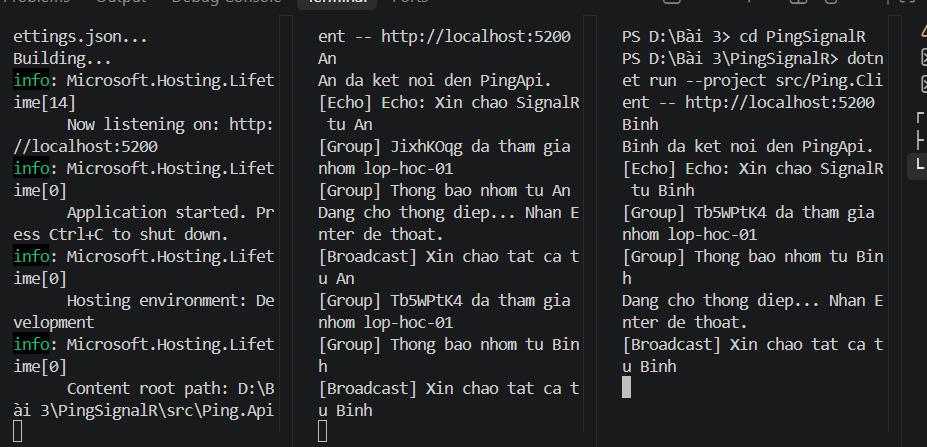 Problems Output Debug Console Terminal Ports
ettings.json...
Building...
info: Microsoft.Hosting.Lifet
ime[14]
Now listening on: http:
//localhost:5200
info: Microsoft.Hosting.Lifet
ime[0]
Application started. Pr
ess Ctrl+C to shut down.
info: Microsoft.Hosting.Lifet
ime[0]
Hosting environment: De
velopment
info: Microsoft.Hosting.Lifet
ime[0]
Content root path: D:\B
ài 3\PingSignalR\src\Ping.Api
ent -- http://localhost:5200
An
An da ket noi den PingApi.
[Echo] Echo: Xin chao SignalR
tu An
[Group] JixhKOqg da tham gia
nhom lop-hoc-01
[Group] Thong bao nhom tu An
Dang cho thong diep... Nhan E
nter de thoat.
[Broadcast] Xin chao tat ca t
u An
[Group] Tb5WPtK4 da tham gia
nhom lop-hoc-01
[Group] Thong bao nhom tu Bin
h
[Broadcast] Xin chao tat ca t
u Binh
PS D:\Bài 3> cd PingSignalR
PS D:\Bài 3\PingSignalR> dotn
et run --project src/Ping.Cli
ent -- http://localhost:5200
Binh
Binh da ket noi den PingApi.
[Echo] Echo: Xin chao SignalR
tu Binh
[Group] Tb5WPtK4 da tham gia
nhom lop-hoc-01
[Group] Thong bao nhom tu Bin
h
Dang cho thong diep... Nhan E
nter de thoat.
[Broadcast] Xin chao tat ca t
u Binh